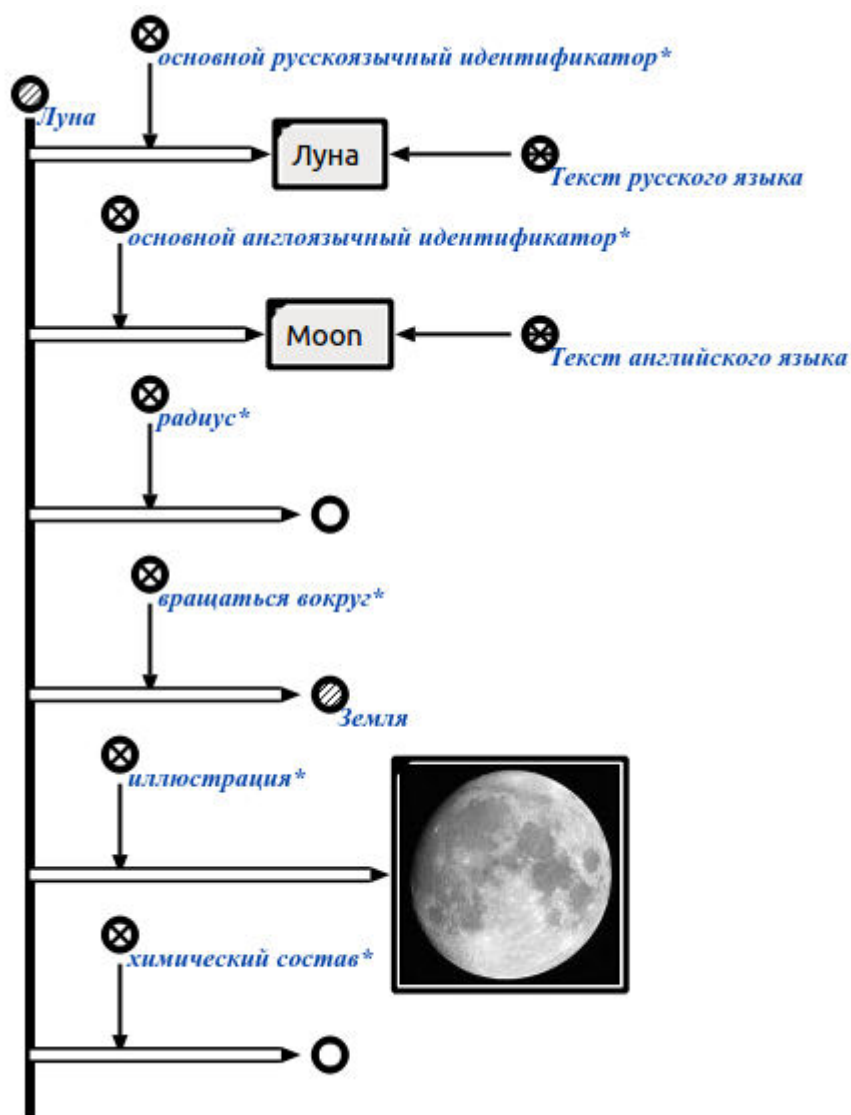 основной русскоязычный идентификатор*
Луна
Луна
Текст русского языка
основной англоязычный идентификатор*
Moon
Текст английского языка
радиус*
вращаться вокруг*
Земля
иллюстрация*
химический состав*